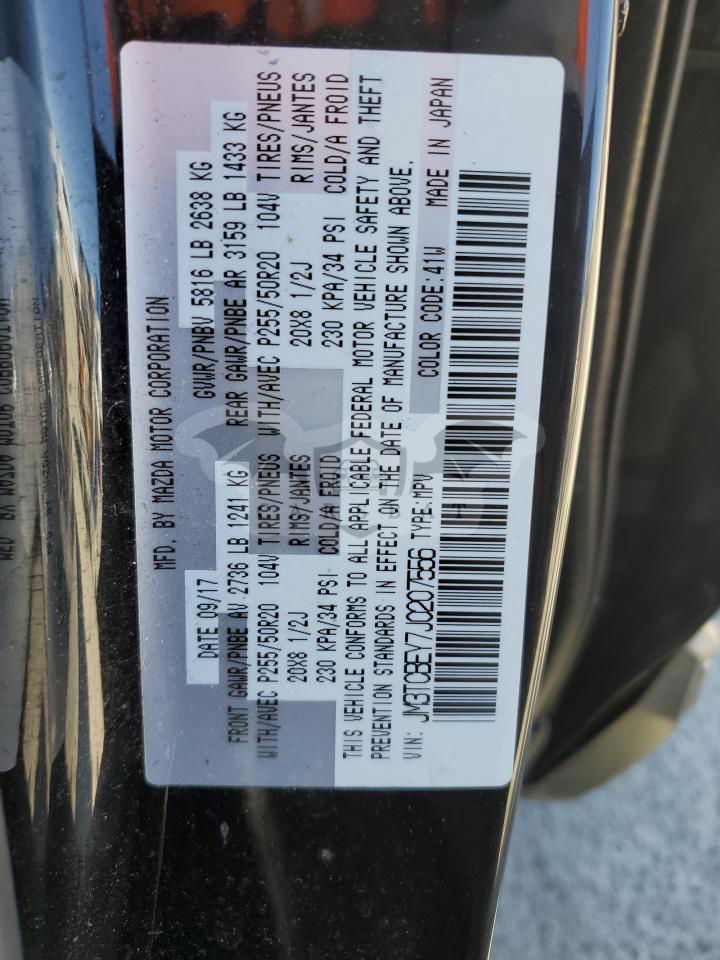 MFD. BY MAZDA MOTOR CORPORATION
DATE 09/17 GVWR/PNBV 5816 LB 2638 KG
FRONT GAWR/PNBE AV 2736 LB 1241 KG REAR GAWR/PNBE AR 3159 LB 1433 KG
WITH/AVEC P255/50R20 104V TIRES/PNEUS WITH/AVEC P255/50R20 104V TIRES/PNEUS
20X8 1/2J RIMS/JANTES 20X8 1/2J RIMS/JANTES
230 KPA/34 PSI COLD/A FROID 230 KPA/34 PSI COLD/A FROID
THIS VEHICLE CONFORMS TO ALL APPLICABLE FEDERAL MOTOR VEHICLE SAFETY AND THEFT
PREVENTION STANDARDS IN EFFECT ON THE DATE OF MANUFACTURE SHOWN ABOVE.
VIN: JM3TCBEY7J0207556 TYPE:MPV COLOR CODE:41W MADE IN JAPAN